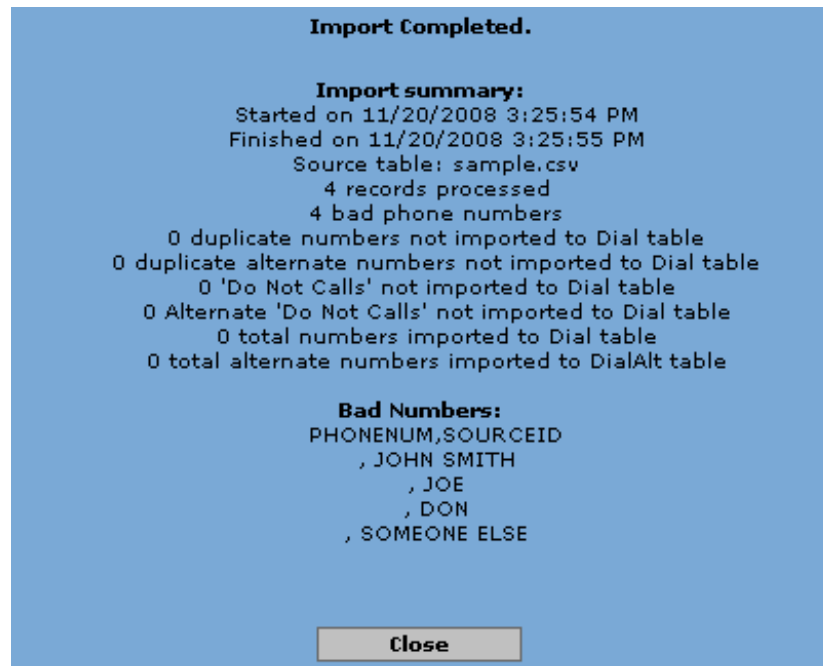 Import Completed.
Import summary:
Started on 11/20/2008 3:25:54 PM
Finished on 11/20/2008 3:25:55 PM
Source table: sample.csv
4 records processed
4 bad phone numbers
0 duplicate numbers not imported to Dial table
0 duplicate alternate numbers not imported to Dial table
0 'Do Not Calls' not imported to Dial table
0 Alternate 'Do Not Calls' not imported to Dial table
0 total numbers imported to Dial table
0 total alternate numbers imported to DialAlt table
Bad Numbers:
PHONENUM,SOURCEID
, JOHN SMITH
, JOE
, DON
, SOMEONE ELSE
Close